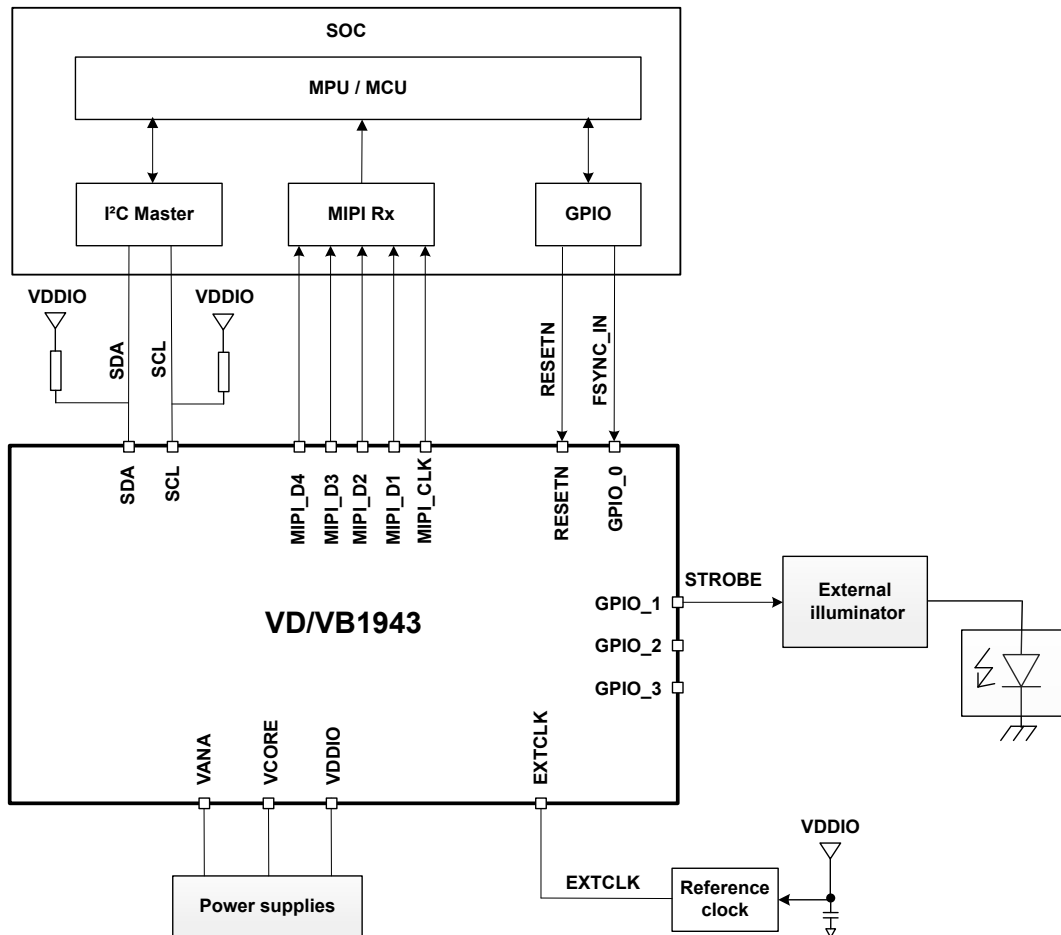 SOC
MPU / MCU
I²C Master
MIPI Rx
GPIO
VDDIO
VDDIO
SDA
SCL
RESETN
FSYNC_IN
SDA
SCL
MIPI_D4
MIPI_D3
MIPI_D2
MIPI_D1
MIPI_CLK
RESETN
GPIO_0
STROBE
External
illuminator
GPIO_1
VD/VB1943
GPIO_2
GPIO_3
VANA
VCORE
VDDIO
EXTCLK
VDDIO
EXTCLK
Reference
clock
Power supplies